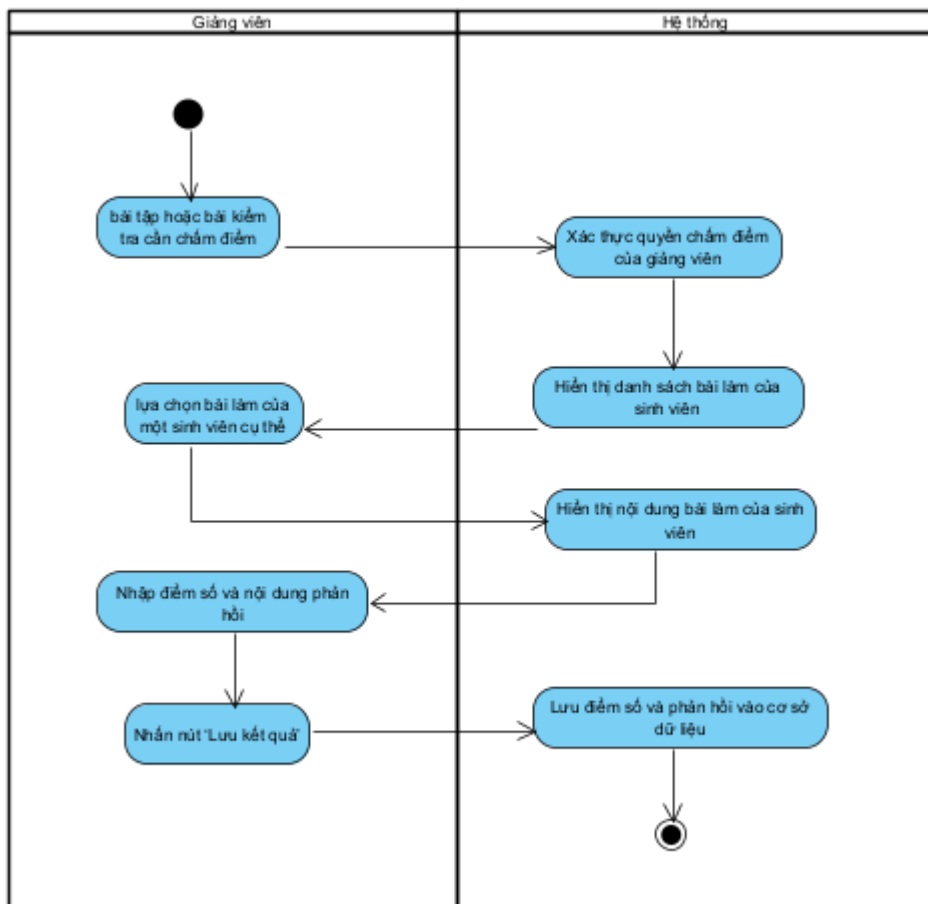 Giảng viên
Hệ thống
bài tập hoặc bài kiểm
tra cần chấm điểm
Xác thực quyền chấm điểm
của giảng viên
Hiển thị danh sách bài làm của
sinh viên
lựa chọn bài làm của
một sinh viên cụ thể
Hiển thị nội dung bài làm của sinh
viên
Nhập điểm số và nội dung phản
hồi
Nhấn nút 'Lưu kết quả'
Lưu điểm số và phản hồi vào cơ sở
dữ liệu